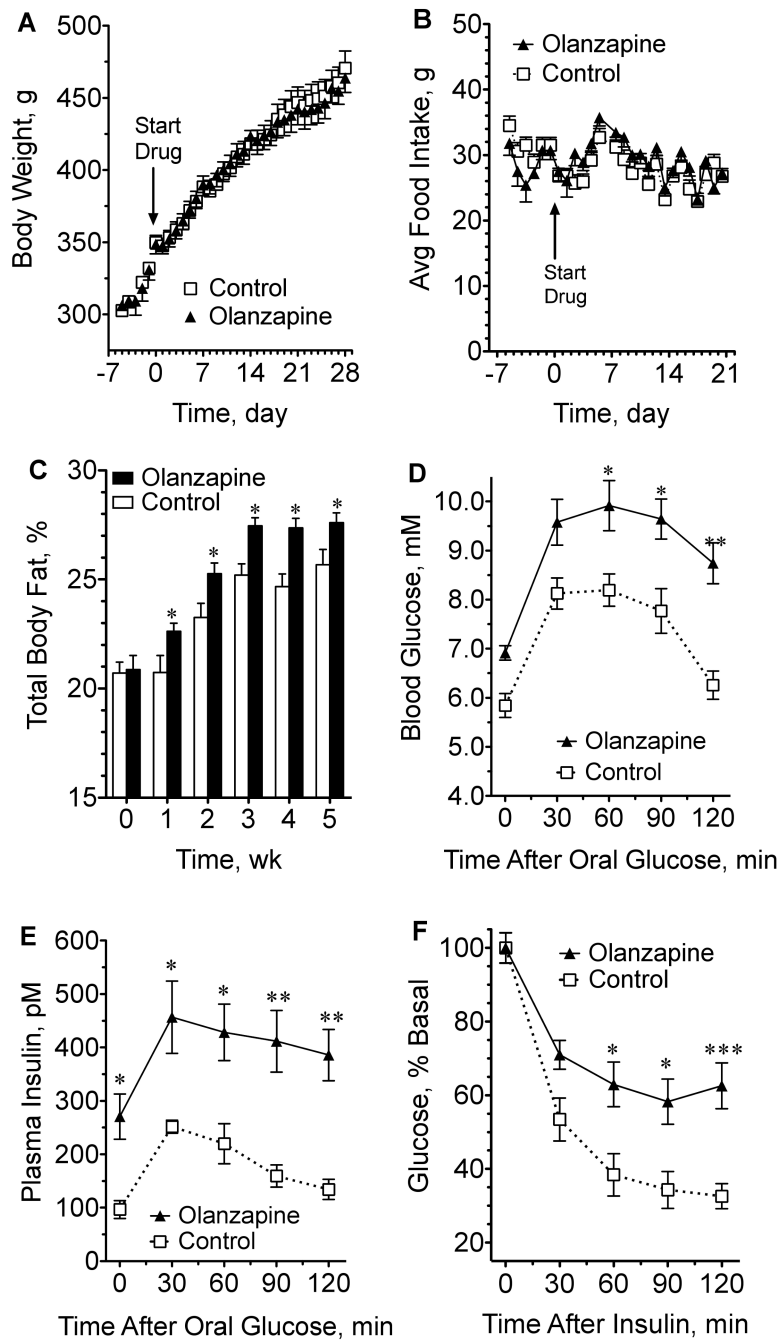 A
500
450
400
350
300
Body Weight, g
Start
Drug
Control
Olanzapine
-7 0 7 14 21 28
Time, day
B
50
40
30
20
10
0
Avg Food Intake, g
Olanzapine
Control
Start
Drug
-7 0 7 14 21
Time, day
C
30
25
20
15
Total Body Fat, %
Olanzapine
Control
* * * * *
0 1 2 3 4 5
Time, wk
D
10.0
9.0
8.0
7.0
6.0
5.0
4.0
Blood Glucose, mM
* * **
Olanzapine
Control
0 30 60 90 120
Time After Oral Glucose, min
E
600
500
400
300
200
100
0
Plasma Insulin, pM
* * * ** **
Olanzapine
Control
0 30 60 90 120
Time After Oral Glucose, min
F
100
80
60
40
20
Glucose, % Basal
Olanzapine
Control
* * ***
0 30 60 90 120
Time After Insulin, min